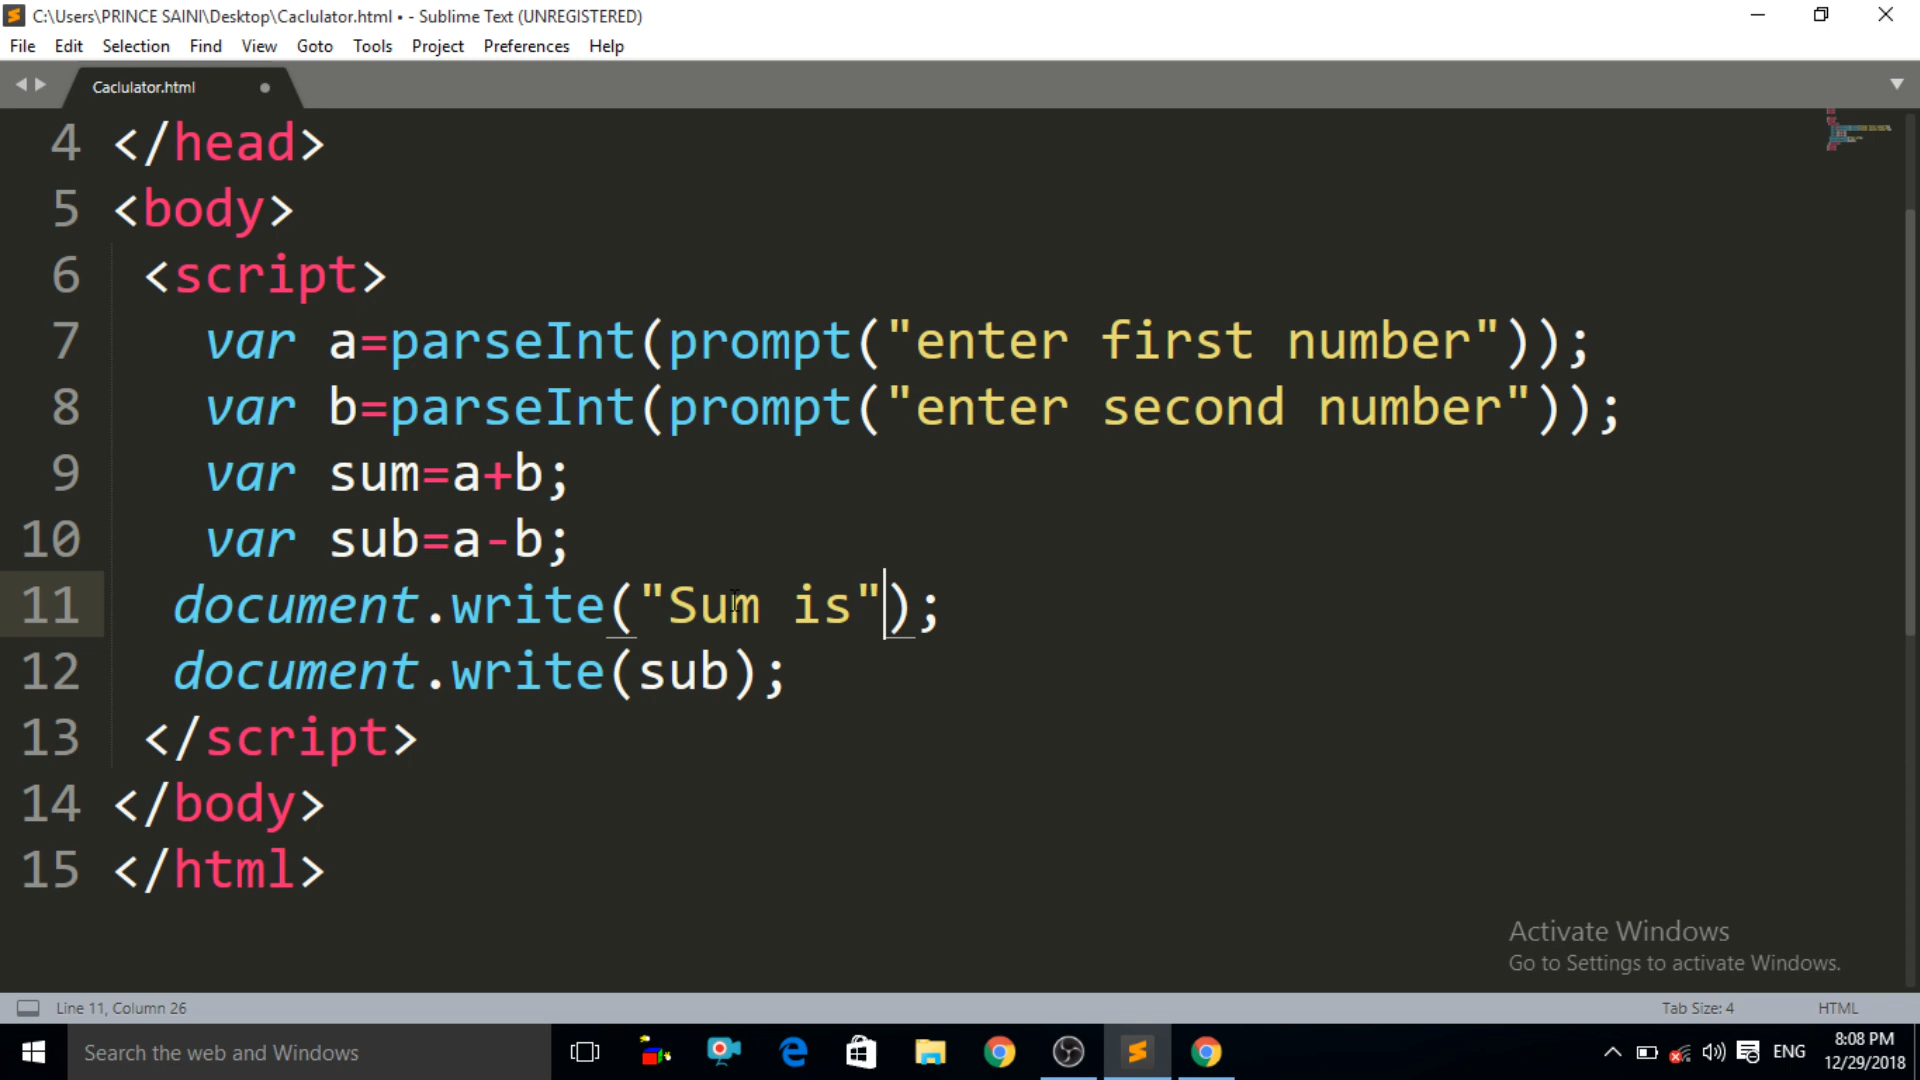 C:\Users\PRINCE SAINI\Desktop\Caclulator.html • - Sublime Text (UNREGISTERED)
File Edit Selection Find View Goto Tools Project Preferences Help
Caclulator.html
4 </head>
5 <body>
6 <script>
7 var a=parseInt(prompt("enter first number"));
8 var b=parseInt(prompt("enter second number"));
9 var sum=a+b;
10 var sub=a-b;
11 document.write("Sum is");
12 document.write(sub);
13 </script>
14 </body>
15 </html>
Activate Windows
Go to Settings to activate Windows.
Line 11, Column 26 Tab Size: 4 HTML
Search the web and Windows ENG 8:08 PM
12/29/2018